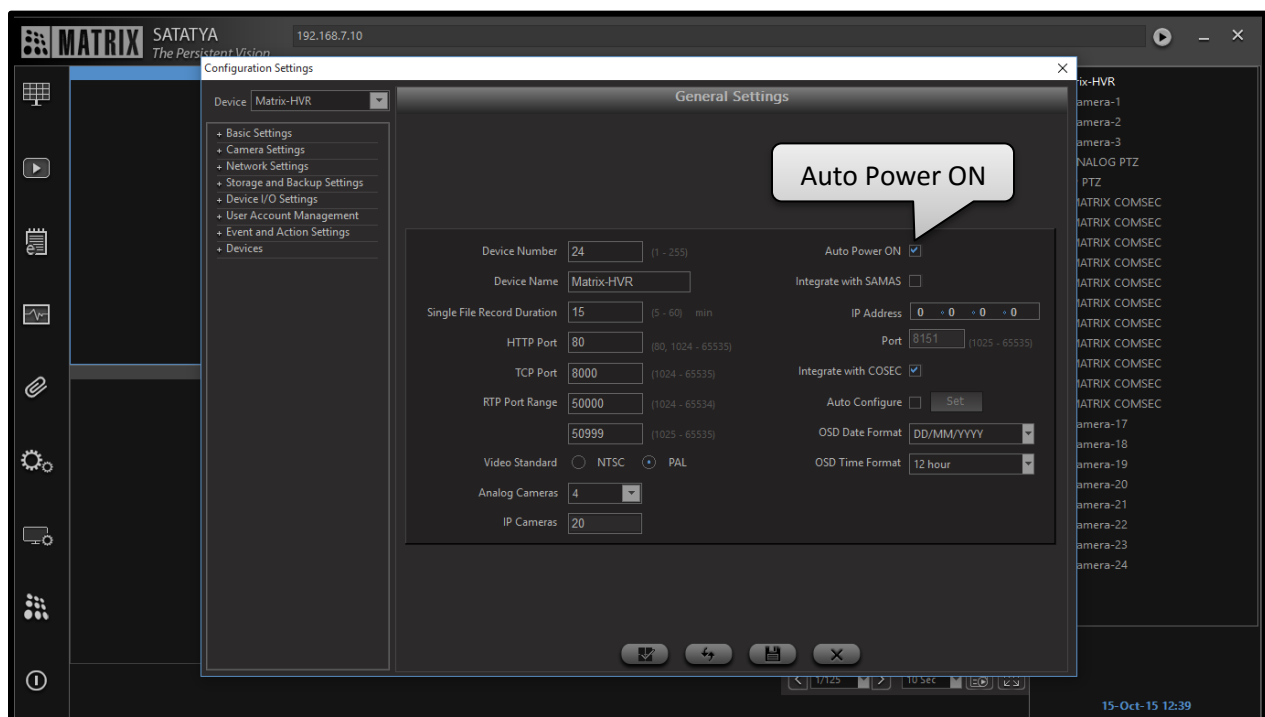 MATRIX
SATATYA
The Persistent Vision
192.168.7.10
Configuration Settings
Device Matrix-HVR
General Settings
+ Basic Settings
+ Camera Settings
+ Network Settings
+ Storage and Backup Settings
+ Device I/O Settings
+ User Account Management
+ Event and Action Settings
+ Devices
Auto Power ON
Device Number 24 (1 - 255)
Device Name Matrix-HVR
Single File Record Duration 15 (5 - 60) min
HTTP Port 80 (80, 1024 - 65535)
TCP Port 8000 (1024 - 65535)
RTP Port Range 50000 (1024 - 65534)
50999 (1025 - 65535)
Video Standard NTSC PAL
Analog Cameras 4
IP Cameras 20
Auto Power ON
Integrate with SAMAS
IP Address 0 0 0 0
Port 8151 (1025 - 65535)
Integrate with COSEC
Auto Configure Set
OSD Date Format DD/MM/YYYY
OSD Time Format 12 hour
ix-HVR
amera-1
amera-2
amera-3
NALOG PTZ
PTZ
IATRIX COMSEC
IATRIX COMSEC
IATRIX COMSEC
IATRIX COMSEC
IATRIX COMSEC
IATRIX COMSEC
IATRIX COMSEC
IATRIX COMSEC
IATRIX COMSEC
IATRIX COMSEC
IATRIX COMSEC
amera-17
amera-18
amera-19
amera-20
amera-21
amera-22
amera-23
amera-24
1/125
10 Sec
15-Oct-15 12:39